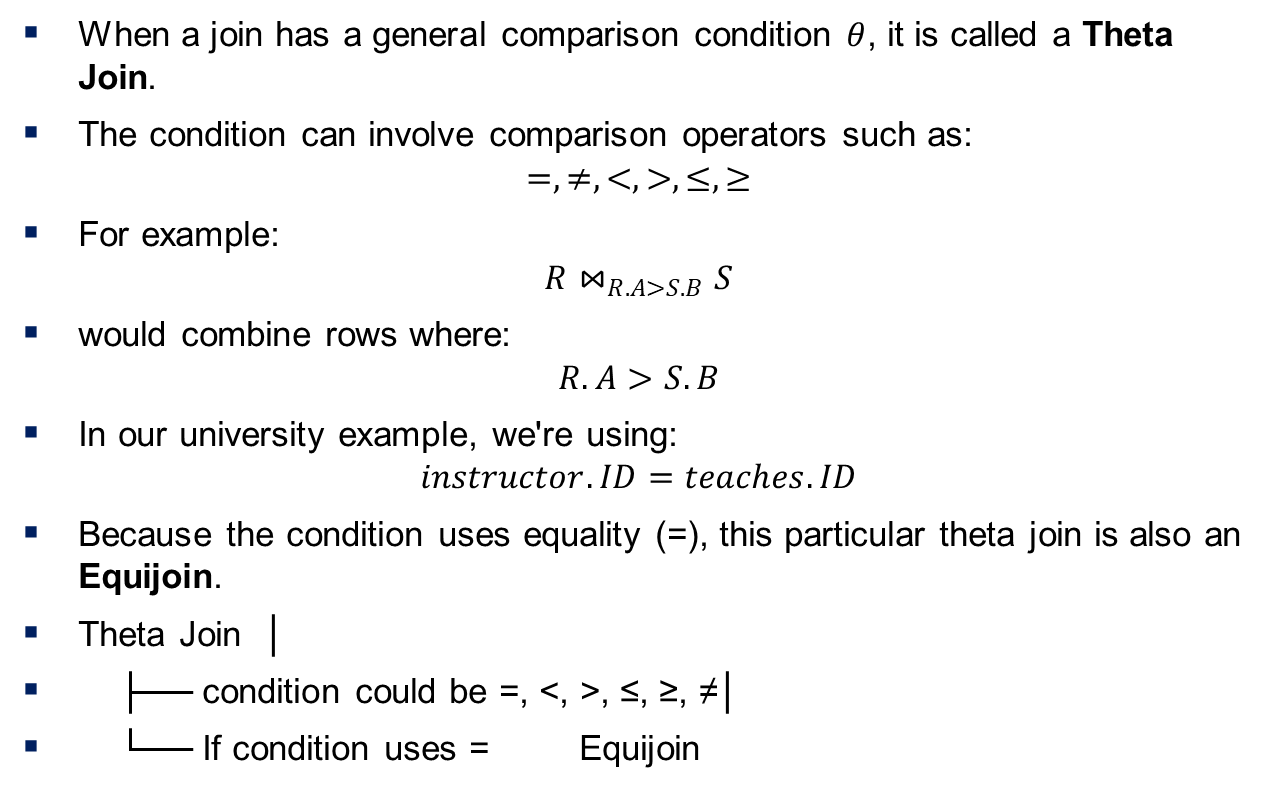 ▪ When a join has a general comparison condition θ, it is called a Theta
Join.
▪ The condition can involve comparison operators such as:
=, ≠, <, >, ≤, ≥
▪ For example:
R ⋈R.A>S.B S
▪ would combine rows where:
R.A > S.B
▪ In our university example, we're using:
instructor.ID = teaches.ID
▪ Because the condition uses equality (=), this particular theta join is also an
Equijoin.
▪ Theta Join │
▪ ├── condition could be =, <, >, ≤, ≥, ≠│
▪ └── If condition uses = Equijoin